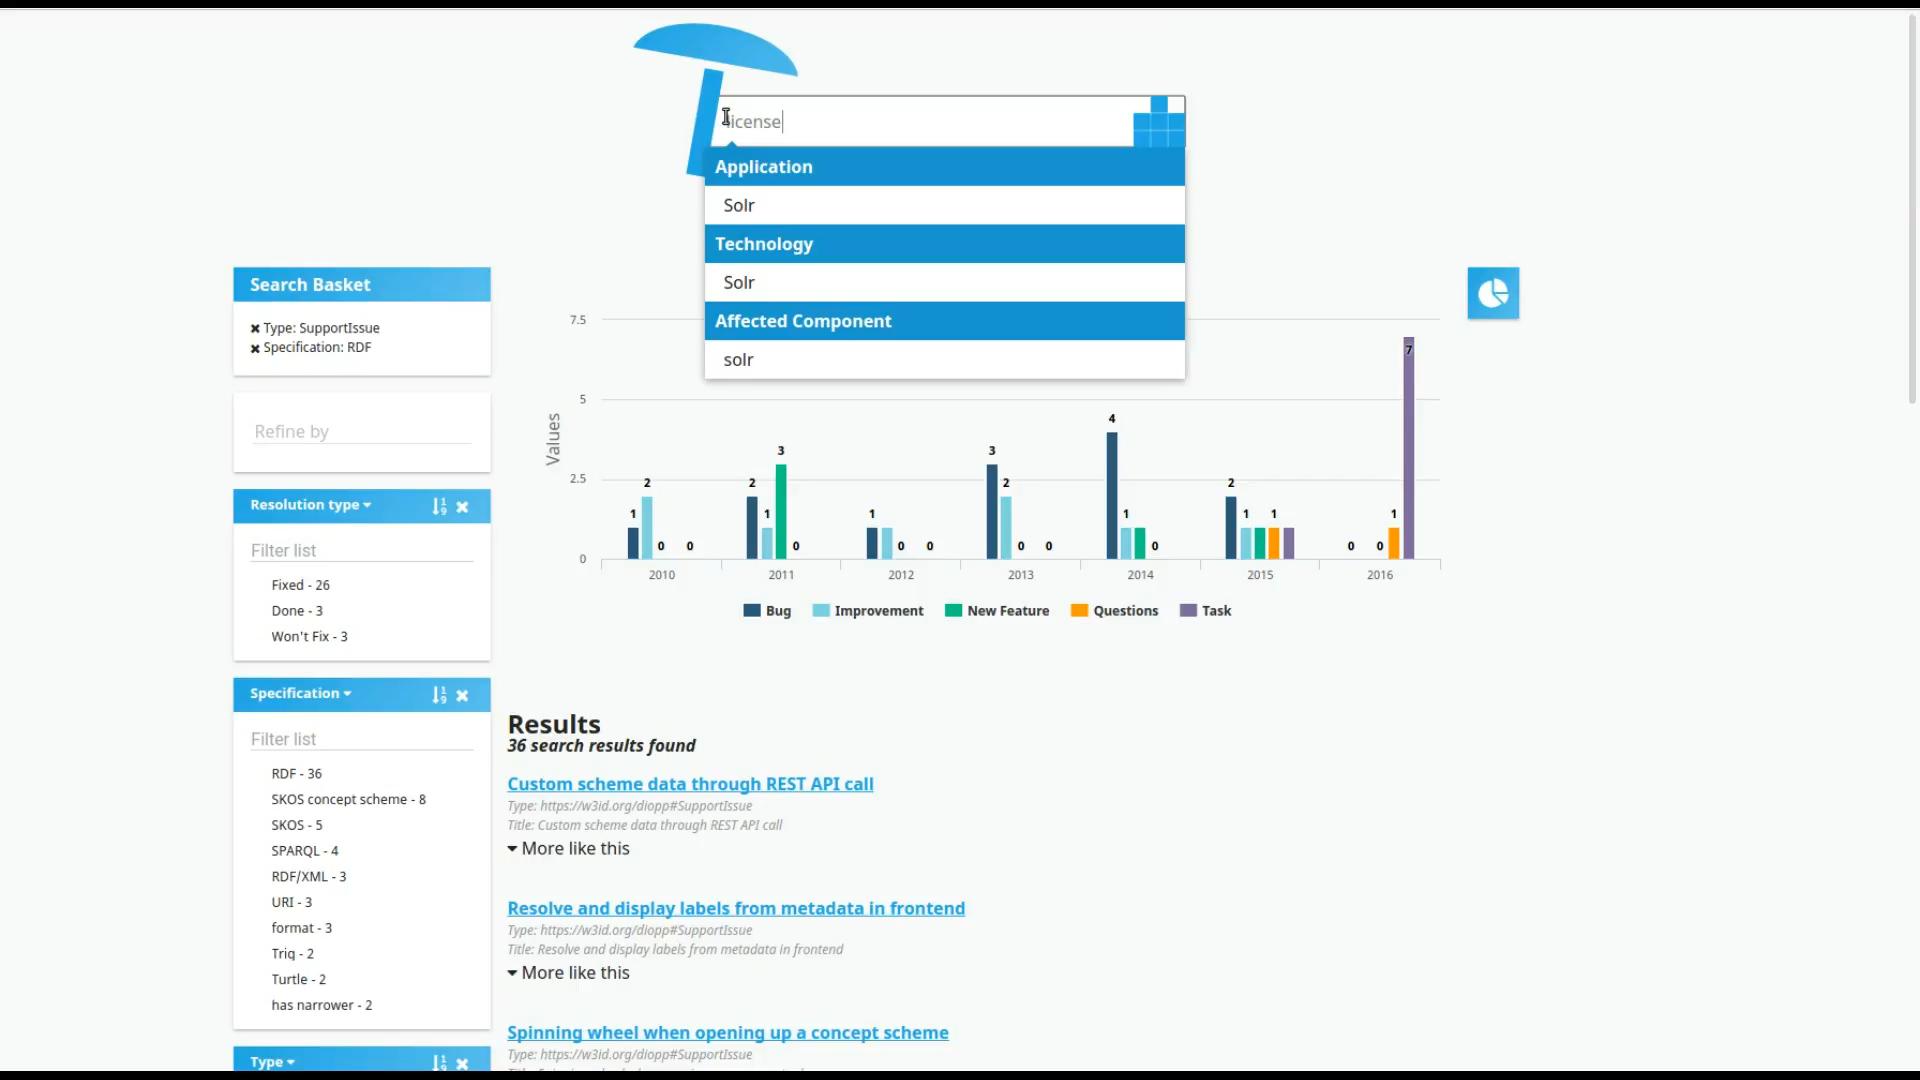 license
Application
Solr
Technology
Solr
Affected Component
solr
Search Basket
✖ Type: SupportIssue
✖ Specification: RDF
Refine by
Resolution type
Filter list
Fixed - 26
Done - 3
Won't Fix - 3
Specification
Filter list
RDF - 36
SKOS concept scheme - 8
SKOS - 5
SPARQL - 4
RDF/XML - 3
URI - 3
format - 3
Trig - 2
Turtle - 2
has narrower - 2
Type
Values
7.5
5
2.5
0
1 2 0 0
2 1 3 0
1 0 0
3 2 0 0
4 1 0
2 1 1
0 0 1 7
2010 2011 2012 2013 2014 2015 2016
Bug Improvement New Feature Questions Task
Results
36 search results found
Custom scheme data through REST API call
Type: https://w3id.org/diopp#SupportIssue
Title: Custom scheme data through REST API call
More like this
Resolve and display labels from metadata in frontend
Type: https://w3id.org/diopp#SupportIssue
Title: Resolve and display labels from metadata in frontend
More like this
Spinning wheel when opening up a concept scheme
Type: https://w3id.org/diopp#SupportIssue